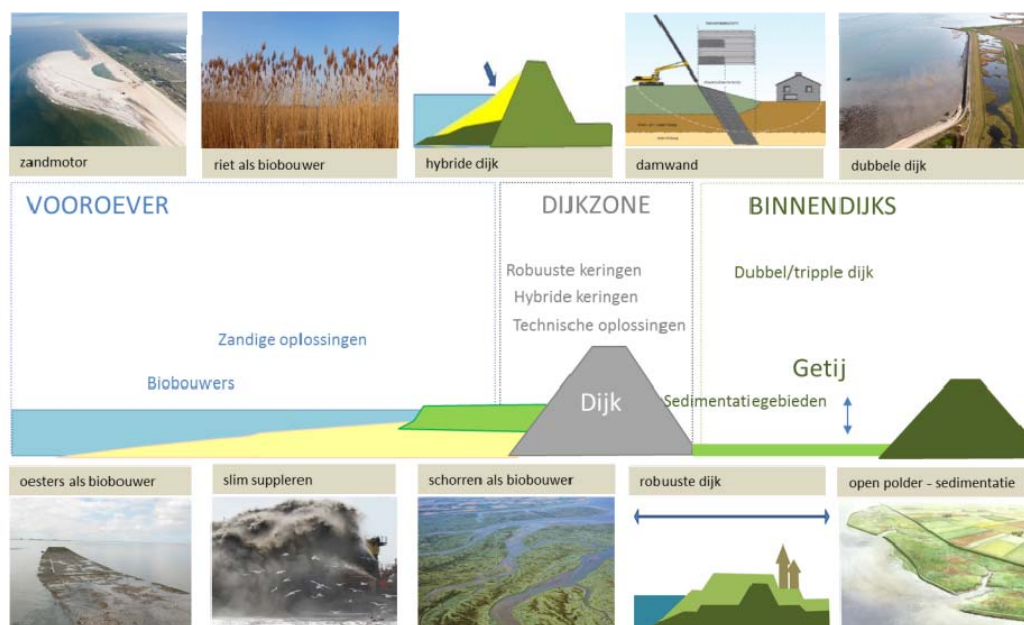 zandmotor
riet als biobouwer
hybride dijk
damwand
dubbele dijk
VOOROEVER
DIJKZONE
BINNENDIJKS
Robuuste keringen
Dubbel/tripple dijk
Hybride keringen
Technische oplossingen
Zandige oplossingen
Getij
Biobouwers
Dijk
Sedimentatiegebieden
oesters als biobouwer
slim suppleren
schorren als biobouwer
robuuste dijk
open polder - sedimentatie